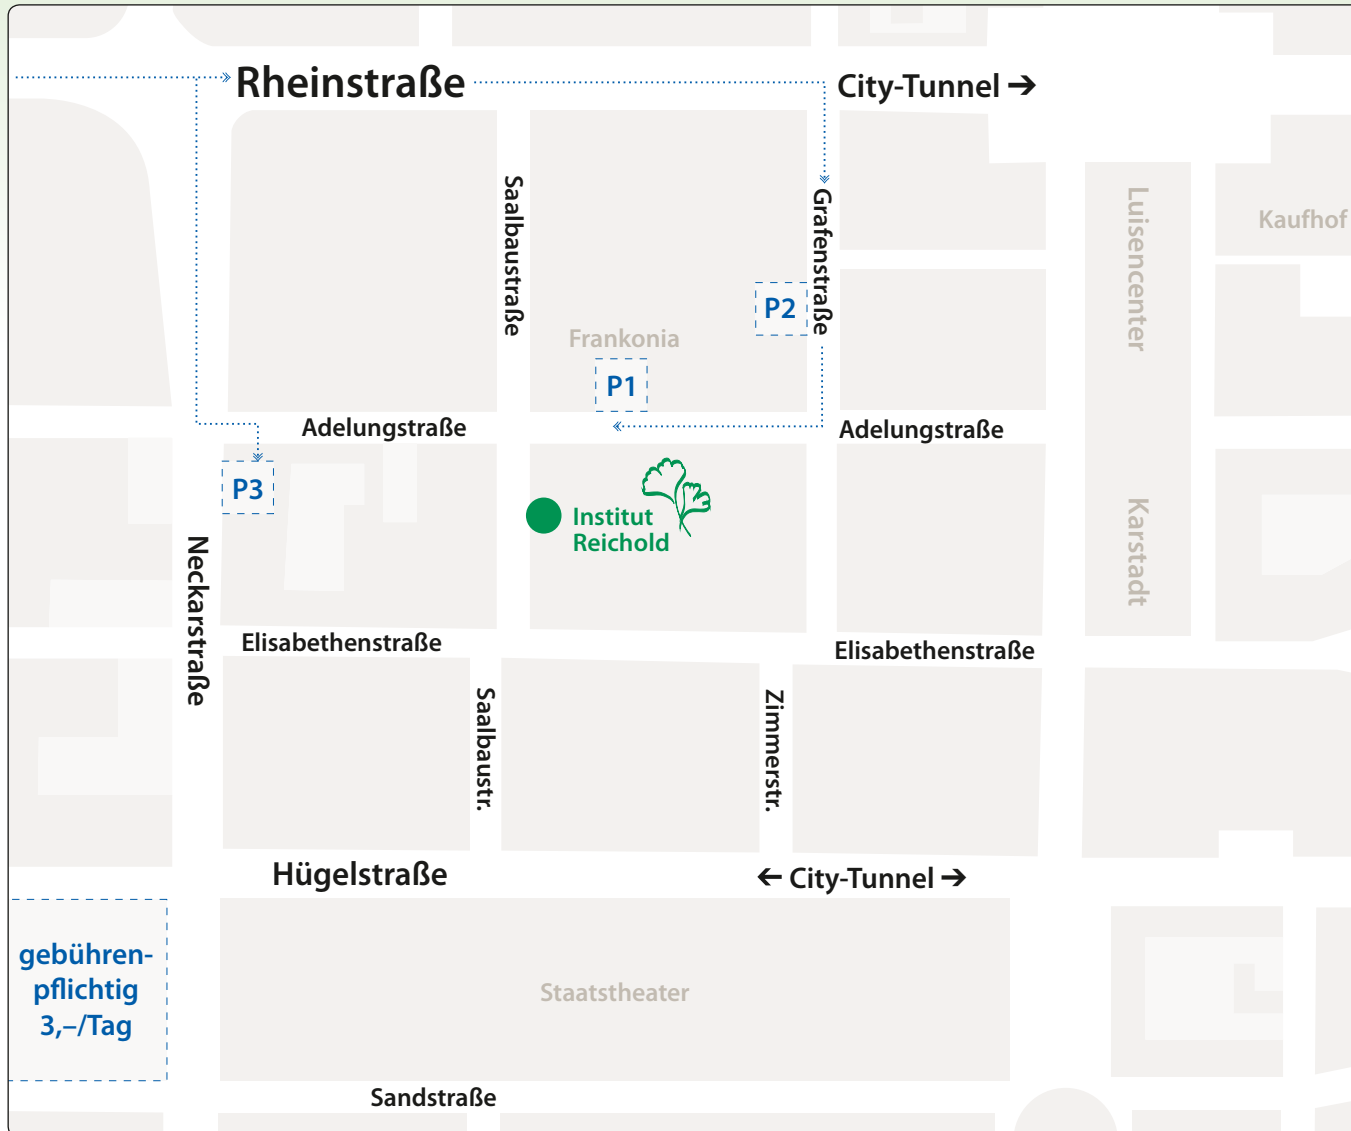 Rheinstraße
City-Tunnel →
Saalbaustraße
Grafenstraße
Luisencenter
Kaufhof
P2
Frankonia
P1
Adelungstraße
Adelungstraße
P3
Institut
Reichold
Karstadt
Neckarstraße
Elisabethenstraße
Elisabethenstraße
Saalbaustr.
Zimmerstr.
Hügelstraße
← City-Tunnel →
gebühren-
pflichtig
3,–/Tag
Staatstheater
Sandstraße